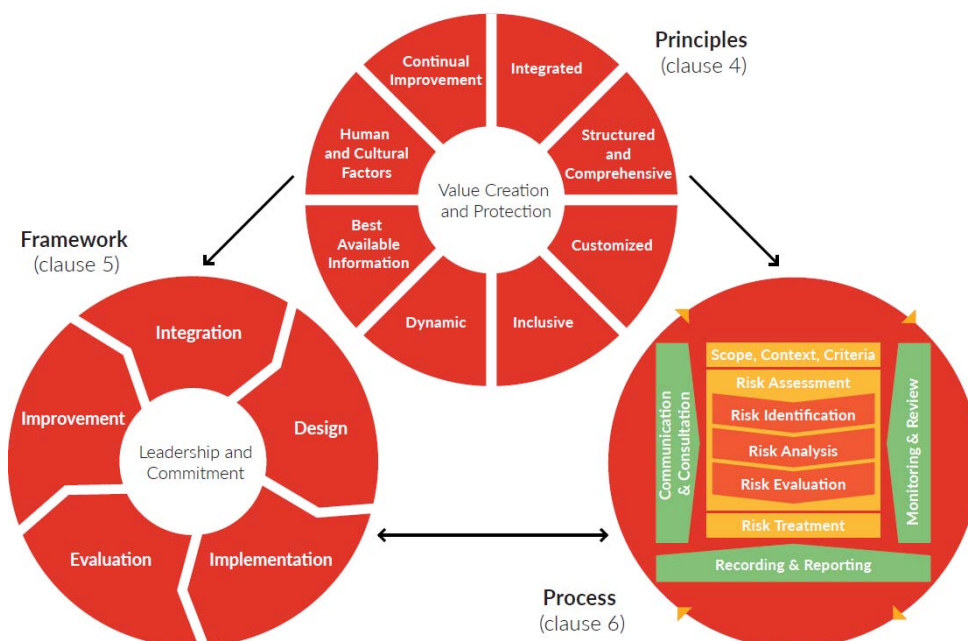 Principles
(clause 4)
Continual
Improvement
Integrated
Human
and Cultural
Factors
Structured
and
Comprehensive
Value Creation
and Protection
Best
Available
Information
Customized
Dynamic
Inclusive
Framework
(clause 5)
Integration
Improvement
Design
Leadership and
Commitment
Evaluation
Implementation
Scope, Context, Criteria
Risk Assessment
Risk Identification
Risk Analysis
Risk Evaluation
Risk Treatment
Communication
& Consultation
Monitoring & Review
Recording & Reporting
Process
(clause 6)